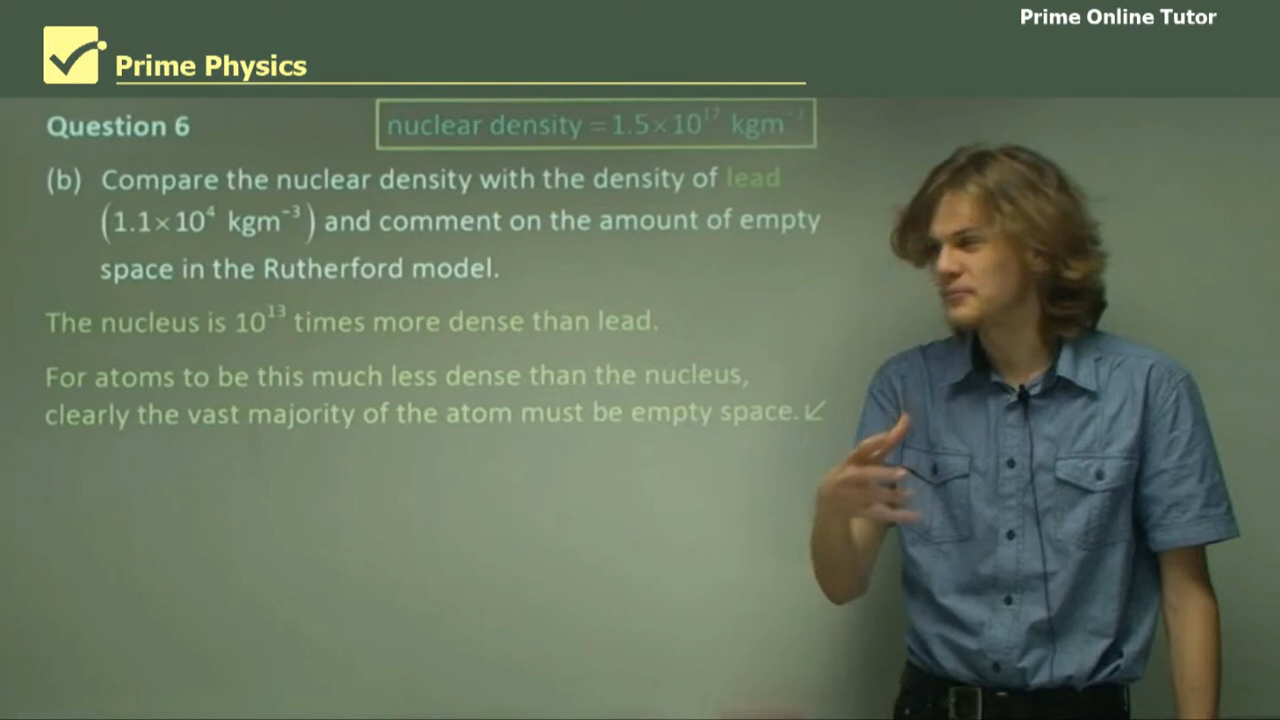 Prime Online Tutor
Prime Physics
Question 6
nuclear density = 1.5×10¹⁷ kgm⁻³
(b) Compare the nuclear density with the density of lead
(1.1×10⁴ kgm⁻³) and comment on the amount of empty
space in the Rutherford model.
The nucleus is 10¹³ times more dense than lead.
For atoms to be this much less dense than the nucleus,
clearly the vast majority of the atom must be empty space.